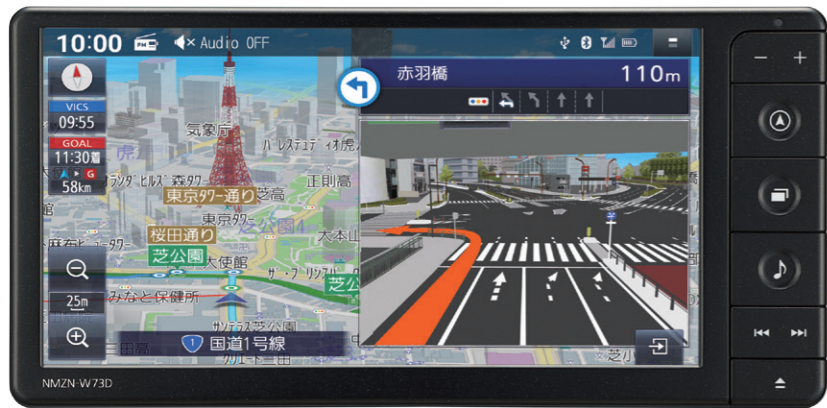 10:00
Audio OFF
赤羽橋 110m
VICS
09:55
GOAL
11:30着
G
58km
気象庁
東京タワー通り
芝高
正則高
東京タワー
桜田通り
芝公園
大使館
25m
みなと保健所
国道1号線
1
NMZN-W73D